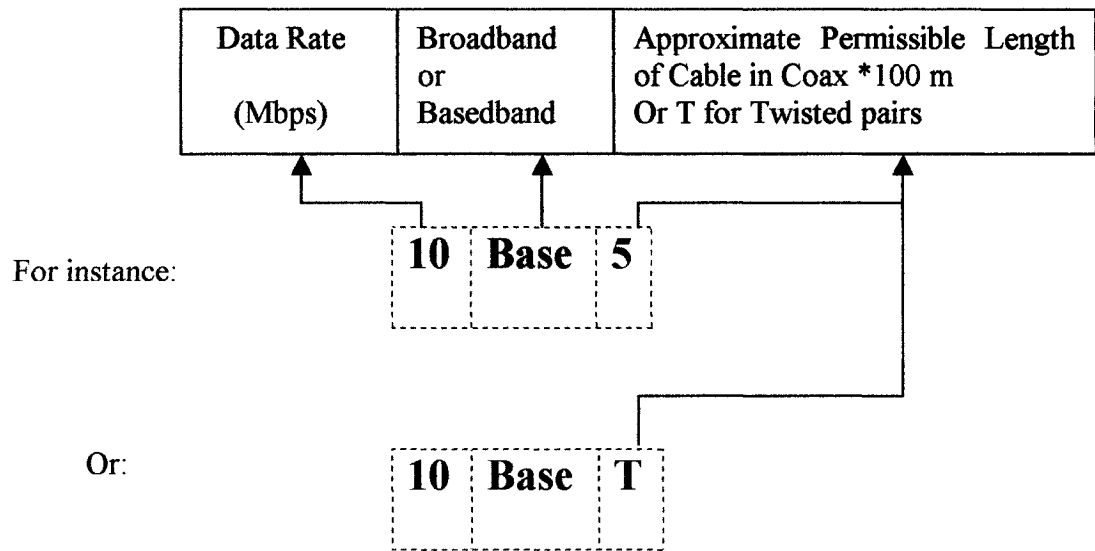 Data Rate
(Mbps)
Broadband
or
Basedband
Approximate Permissible Length
of Cable in Coax *100 m
Or T for Twisted pairs
For instance:
10 Base 5
Or:
10 Base T